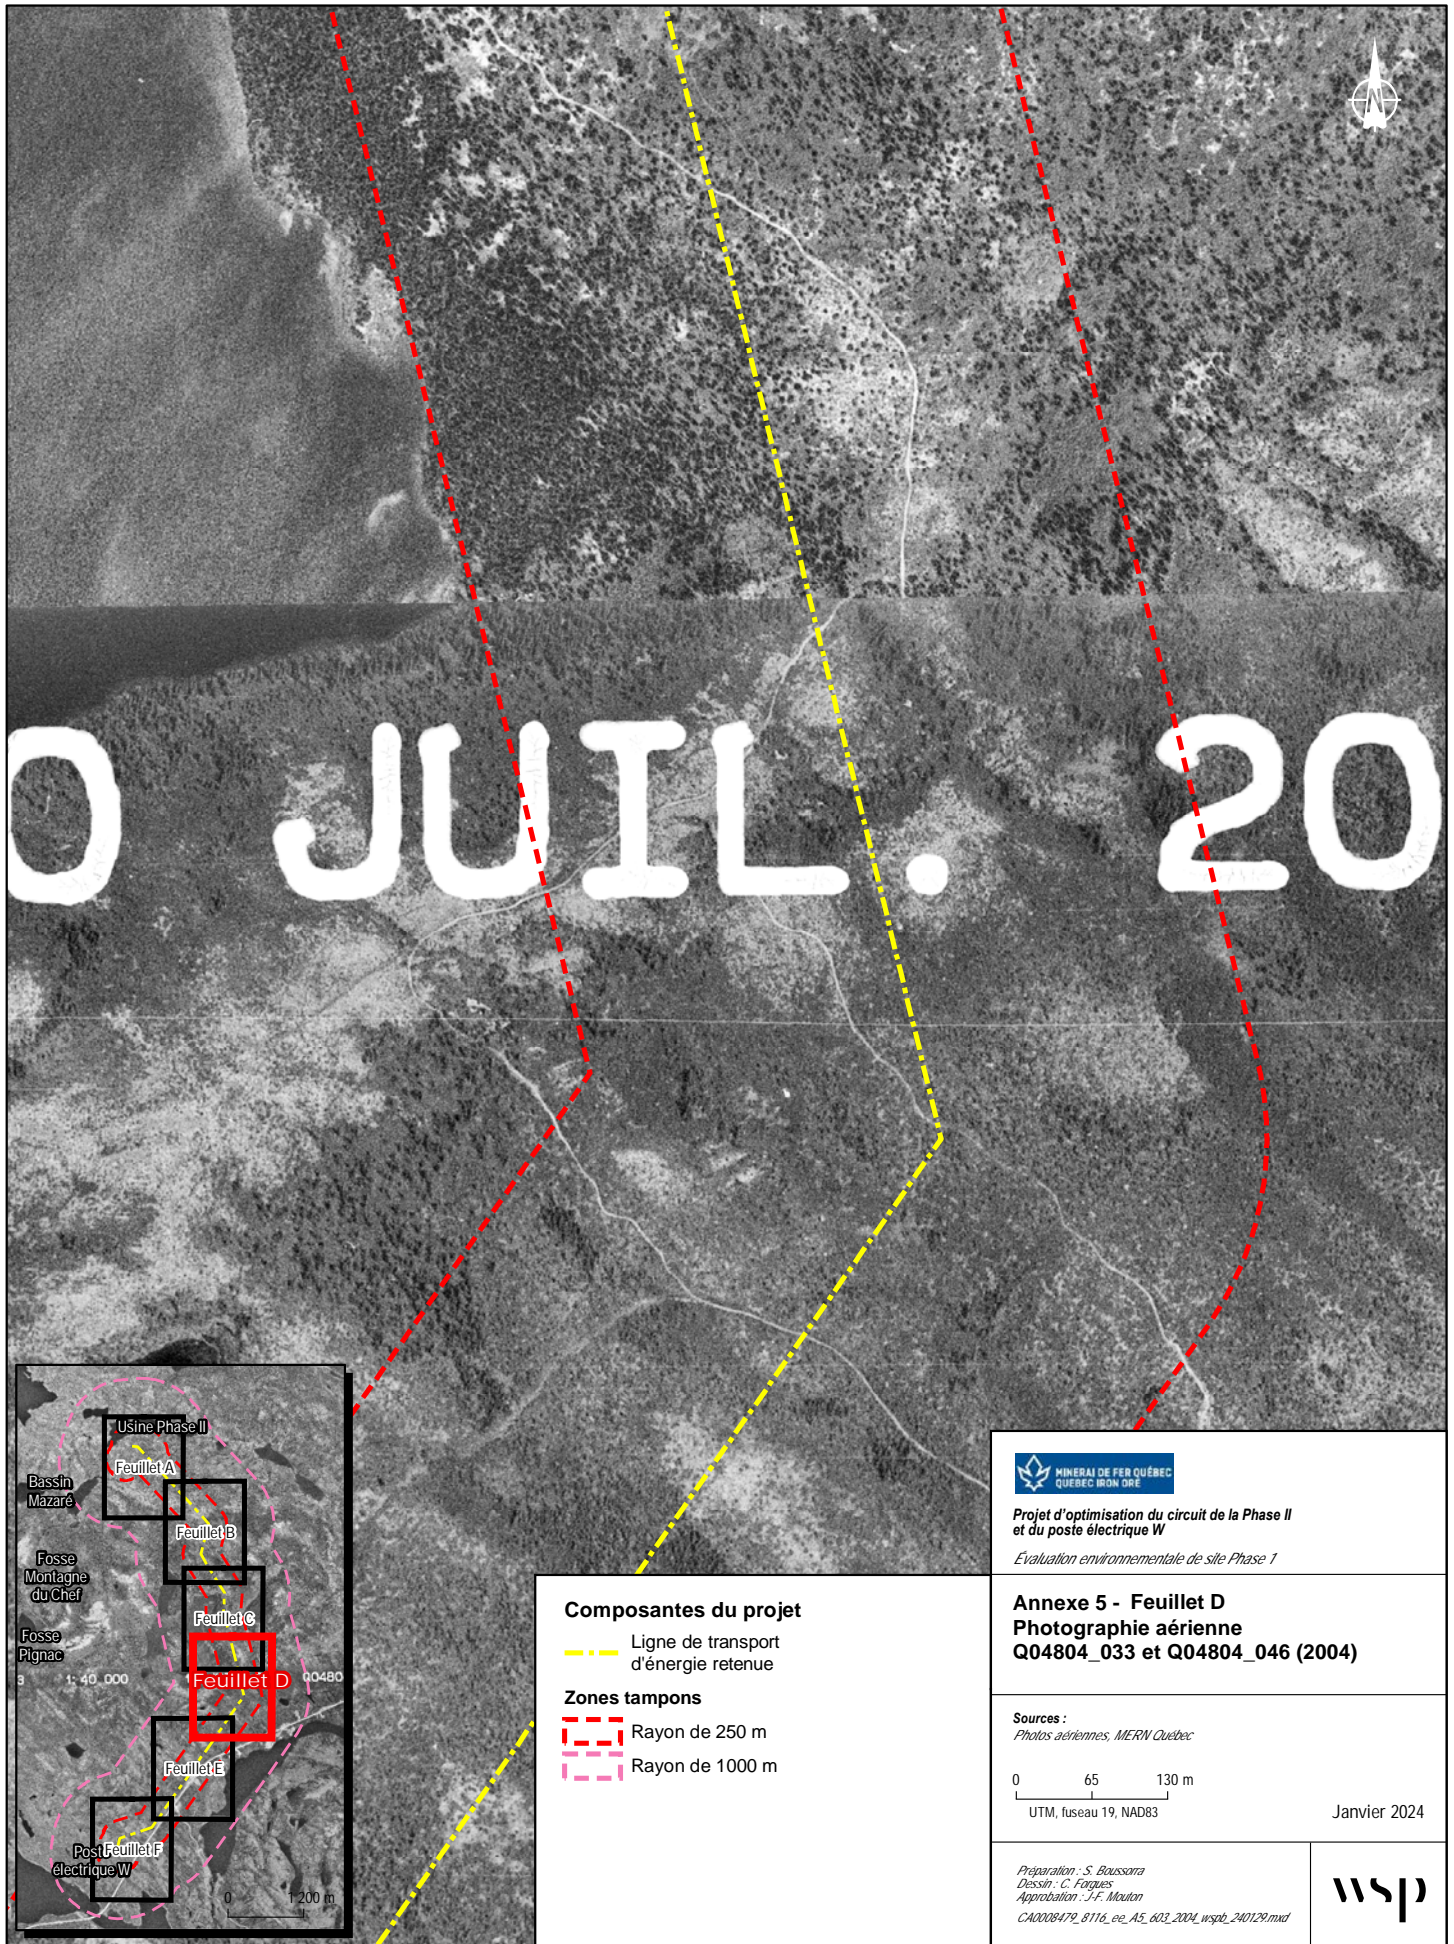 N
0 JUIL. 20
Usine Phase II
Feuillet A
Bassin
Mazaré
Feuillet B
Fosse
Montagne
du Chef
Feuillet C
Fosse
Pignac
3 1: 40 000
Feuillet D
Q0480
Feuillet E
Feuillet F
électrique W
0 1 200 m
Composantes du projet
Ligne de transport
d'énergie retenue
Zones tampons
Rayon de 250 m
Rayon de 1000 m
MINERAI DE FER QUÉBEC
QUEBEC IRON ORE
Projet d'optimisation du circuit de la Phase II
et du poste électrique W
Évaluation environnementale de site Phase 1
Annexe 5 - Feuillet D
Photographie aérienne
Q04804_033 et Q04804_046 (2004)
Sources :
Photos aériennes, MERN Québec
0 65 130 m
UTM, fuseau 19, NAD83
Janvier 2024
Préparation : S. Boussorra
Dessin : C. Forgues
Approbation : J-F. Mouton
CA0008479_8116_ee_A5_603_2004_wspb_240129.mxd
wsp